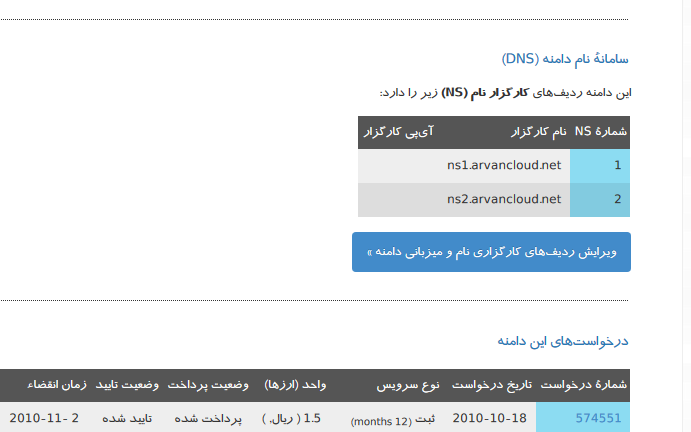 سامانهٔ نام دامنه (DNS)
این دامنه ردیف‌های کارگزار نام (NS) زیر را دارد:
شمارهٔ NS نام کارگزار آی‌پی کارگزار
1 ns1.arvancloud.net
2 ns2.arvancloud.net
ویرایش ردیف‌های کارگزاری نام و میزبانی دامنه »
درخواست‌های این دامنه
شمارهٔ درخواست تاریخ درخواست نوع سرویس واحد (ارزها) وضعیت پرداخت وضعیت تایید زمان انقضاء
574551 2010-10-18 ثبت (12 months) 1.5 ( ریال, ) پرداخت شده تایید شده 2010-11- 2